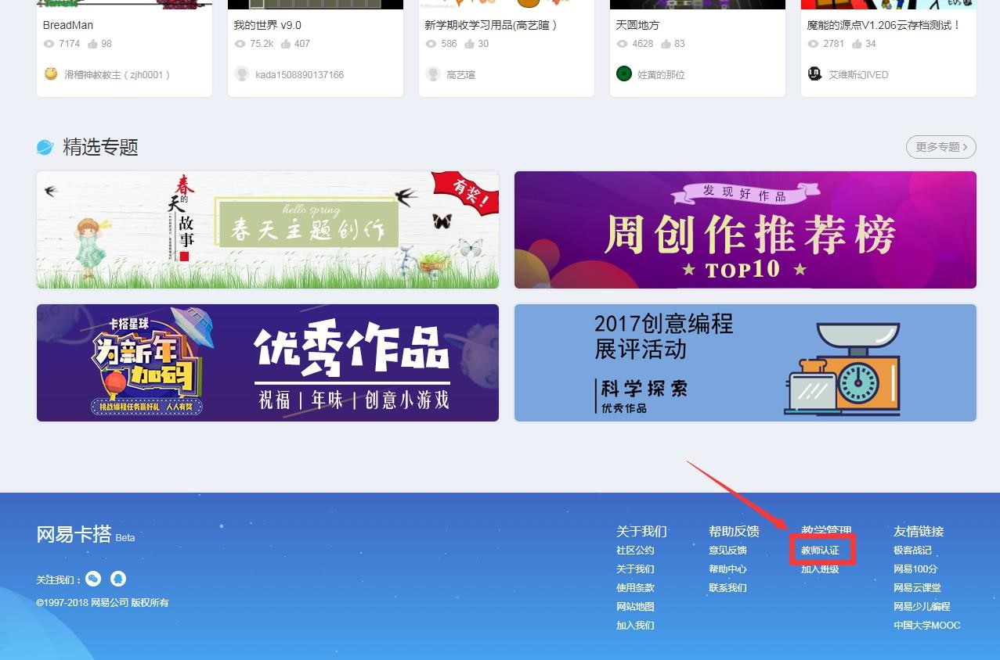 BreadMan
7174 98
滑稽神教教主（zjh0001）
我的世界 v9.0
75.2k 407
kada1508890137166
新学期收学习用品(高艺暄）
586 30
高艺瑄
天圆地方
4628 83
姓黄的那位
魔能的源点V1.206云存档测试！
2781 34
艾维斯幻IVED
精选专题
更多专题
春的天
故事
hello spring
春天主题创作
有奖！
发现好作品
周创作推荐榜
TOP10
卡搭星球
为新年
加码
挑战编程任务赢好礼 人人有奖
优秀作品
祝福 | 年味 | 创意小游戏
2017创意编程
展评活动
科学探索
优秀作品
网易卡搭 Beta
关注我们：
©1997-2018 网易公司 版权所有
关于我们
社区公约
关于我们
使用条款
网站地图
加入我们
帮助反馈
意见反馈
帮助中心
联系我们
教学管理
教师认证
加入班级
友情链接
极客战记
网易100分
网易云课堂
网易少儿编程
中国大学MOOC